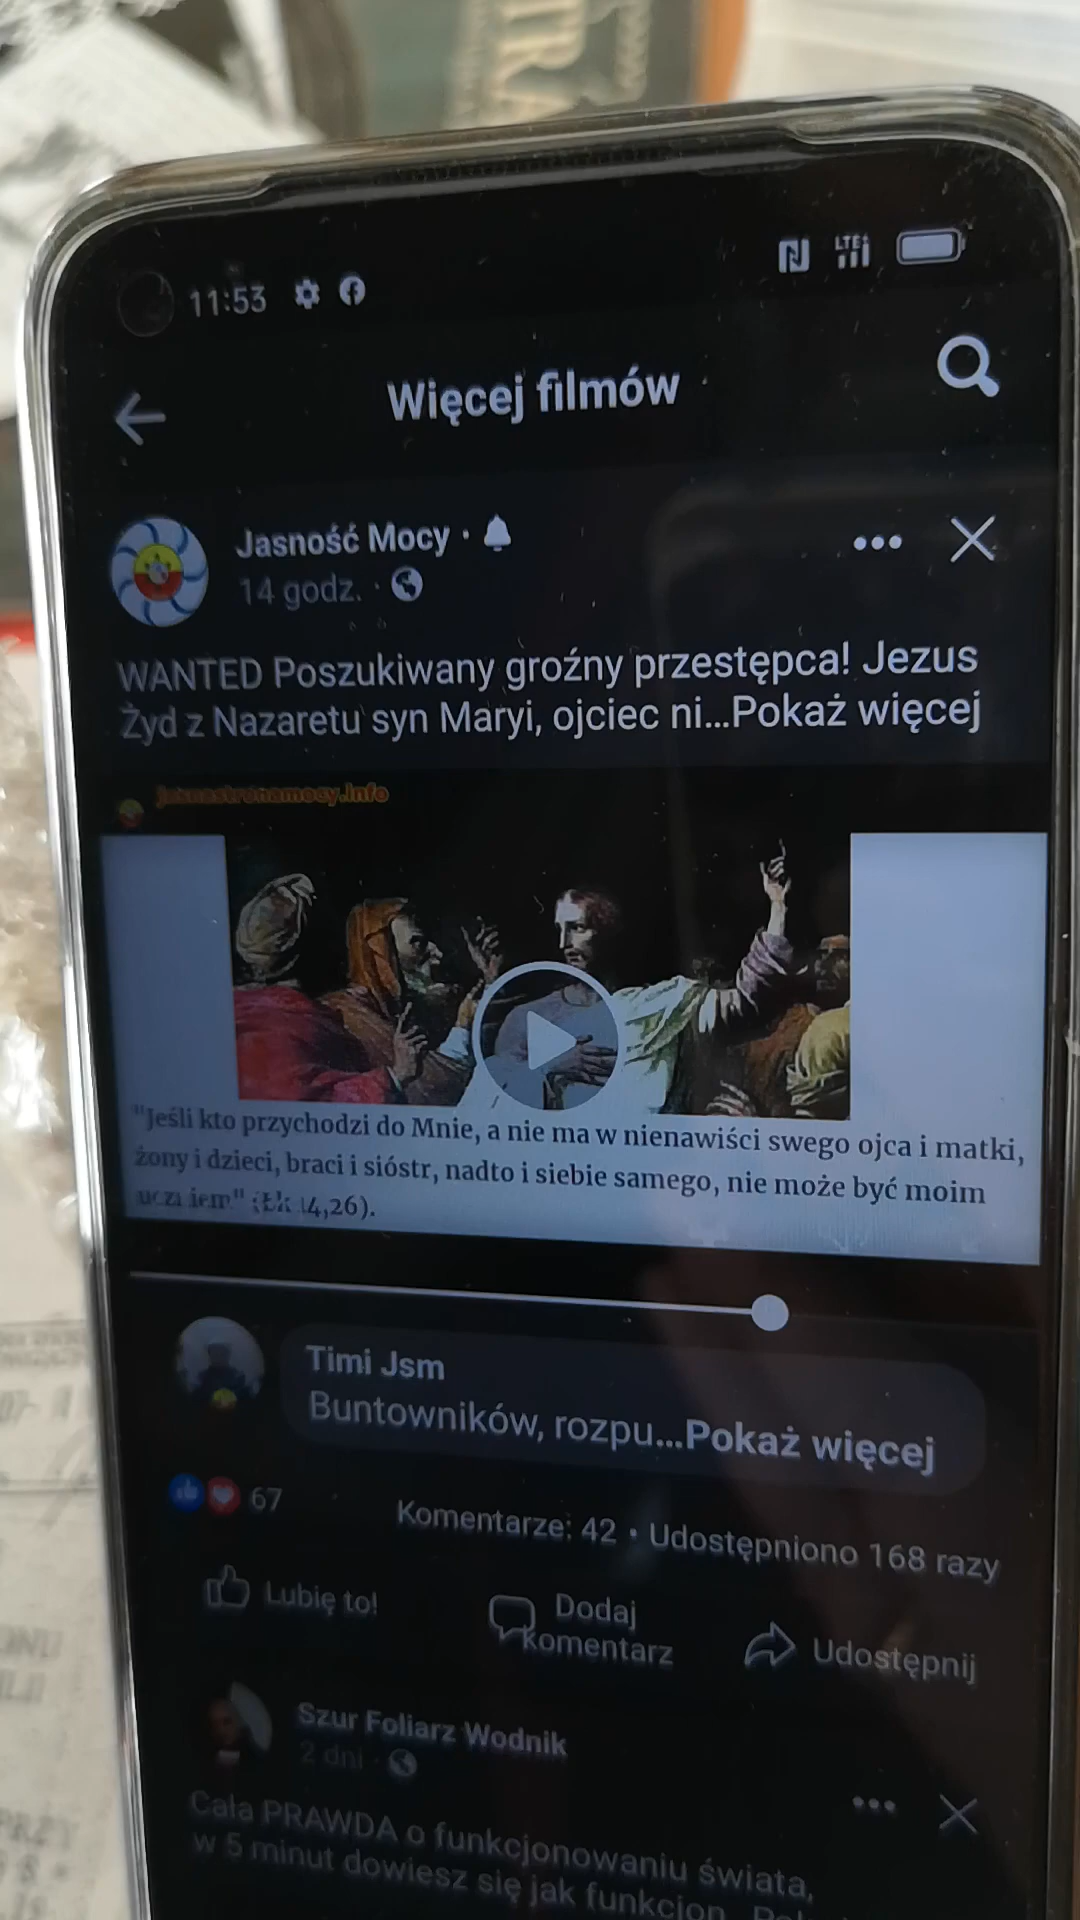 11:53
LTE
Więcej filmów
Jasność Mocy
14 godz.
WANTED Poszukiwany groźny przestępca! Jezus
Żyd z Nazaretu syn Maryi, ojciec ni...Pokaż więcej
jasnastronamocy.info
"Jeśli kto przychodzi do Mnie, a nie ma w nienawiści swego ojca i matki,
żony i dzieci, braci i sióstr, nadto i siebie samego, nie może być moim
uczniem" (Łk 14,26).
Timi Jsm
Buntowników, rozpu...Pokaż więcej
67
Komentarze: 42 • Udostępniono 168 razy
Lubię to!
Dodaj
komentarz
Udostępnij
Szur Foliarz Wodnik
2 dni
Cała PRAWDA o funkcjonowaniu świata,
w 5 minut dowiesz się jak funkcjon...